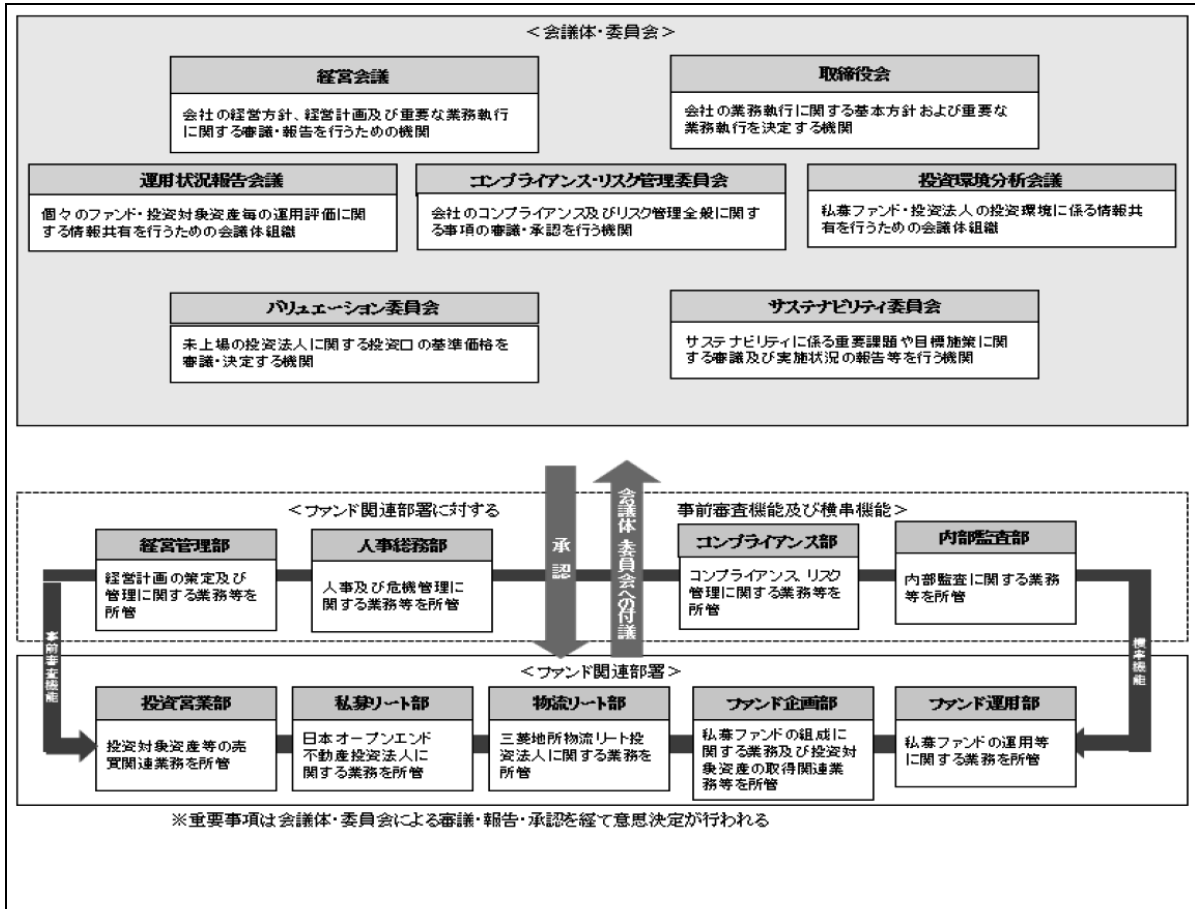 ＜会議体・委員会＞
経営会議
会社の経営方針、経営計画及び重要な業務執行
に関する審議・報告を行うための機関
取締役会
会社の業務執行に関する基本方針および重要な
業務執行を決定する機関
運用状況報告会議
個々のファンド・投資対象資産毎の運用評価に関
する情報共有を行うための会議体組織
コンプライアンス・リスク管理委員会
会社のコンプライアンス及びリスク管理全般に関す
る事項の審議・承認を行う機関
投資環境分析会議
私募ファンド・投資法人の投資環境に係る情報共
有を行うための会議体組織
バリュエーション委員会
未上場の投資法人に関する投資口の基準価格を
審議・決定する機関
サステナビリティ委員会
サステナビリティに係る重要課題や目標施策に関
する審議及び実施状況の報告等を行う機関
承認
会議体・委員会への付議
＜ファンド関連部署に対する
事前審査機能及び横串機能＞
経営管理部
経営計画の策定及び
管理に関する業務等を
所管
人事総務部
人事及び危機管理に
関する業務等を所管
コンプライアンス部
コンプライアンス、リスク
管理に関する業務等を
所管
内部監査部
内部監査に関する業務
等を所管
事前審査機能
横串機能
＜ファンド関連部署＞
投資営業部
投資対象資産等の売
買関連業務を所管
私募リート部
日本オープンエンド
不動産投資法人に
関する業務を所管
物流リート部
三菱地所物流リート投
資法人に関する業務を
所管
ファンド企画部
私募ファンドの組成に
関する業務及び投資対
象資産の取得関連業
務等を所管
ファンド運用部
私募ファンドの運用等
に関する業務を所管
※重要事項は会議体・委員会による審議・報告・承認を経て意思決定が行われる